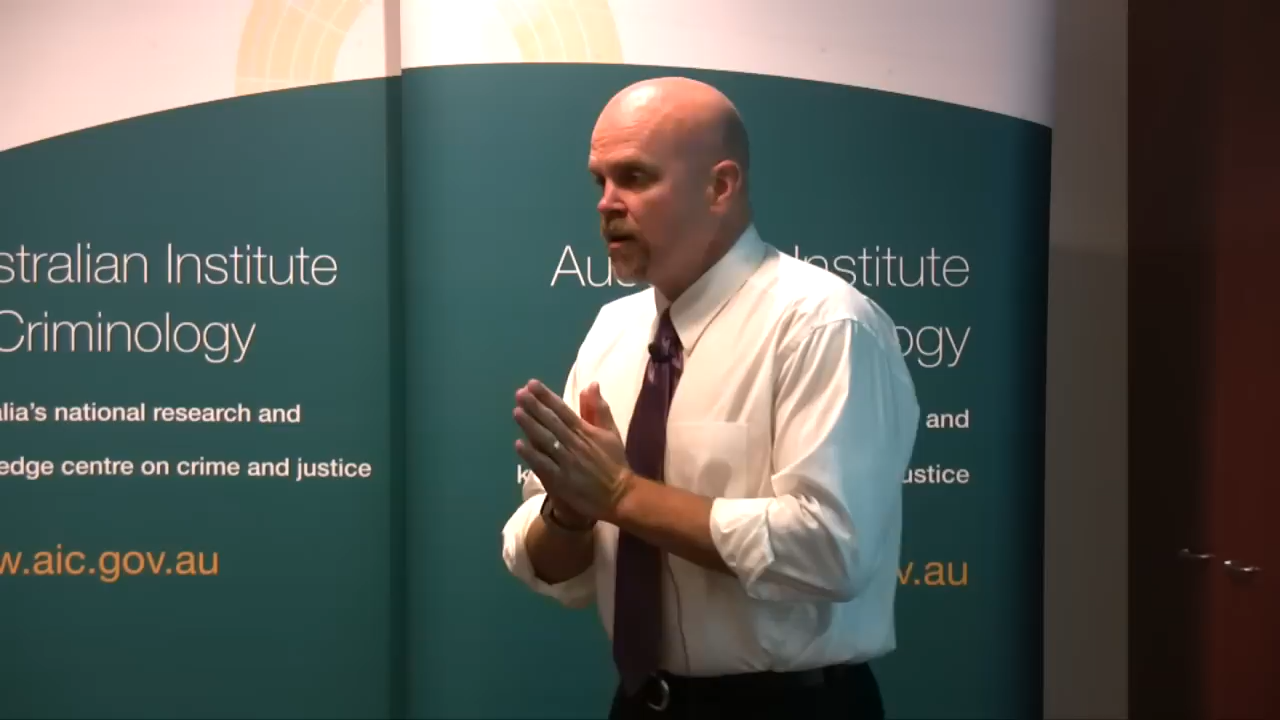 stralian Institute
Criminology
alia's national research and
edge centre on crime and justice
w.aic.gov.au
Au Institute
ogy
and
k ustice
v.au